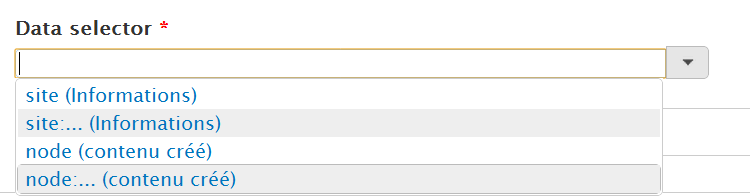 Data selector *
site (Informations)
site:... (Informations)
node (contenu créé)
node:... (contenu créé)